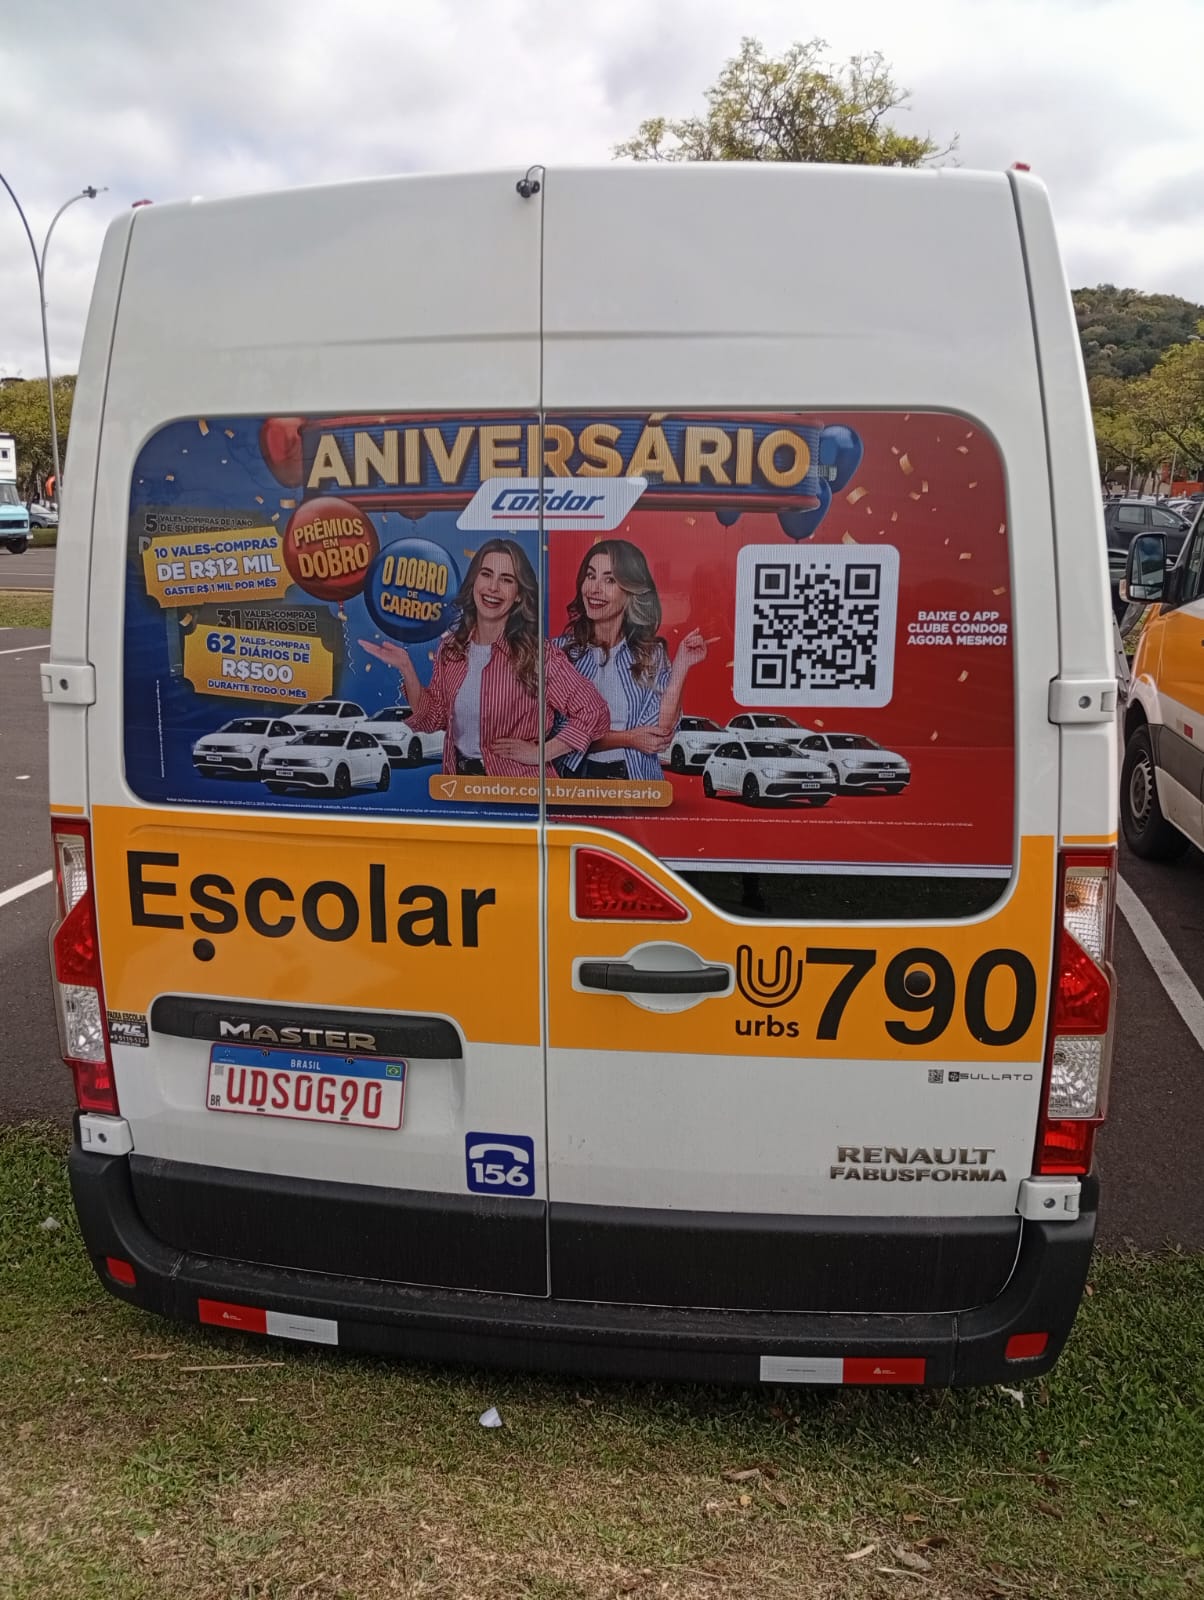 ANIVERSÁRIO
Condor
5 VALES-COMPRAS DE 1 ANO
DE SUPERMERCADO
10 VALES-COMPRAS
DE R$12 MIL
GASTE R$ 1 MIL POR MÊS
31 VALES-COMPRAS
DIÁRIOS DE
62 VALES-COMPRAS
DIÁRIOS DE
R$500
DURANTE TODO O MÊS
PRÊMIOS
EM
DOBRO*
O DOBRO
DE
CARROS*
BAIXE O APP
CLUBE CONDOR
AGORA MESMO!
condor.com.br/aniversario
Escolar
urbs
790
FAIXA ESCOLAR
MASTER
BRASIL
BR
UDS0G90
156
SULLATO
RENAULT
FABUSFORMA